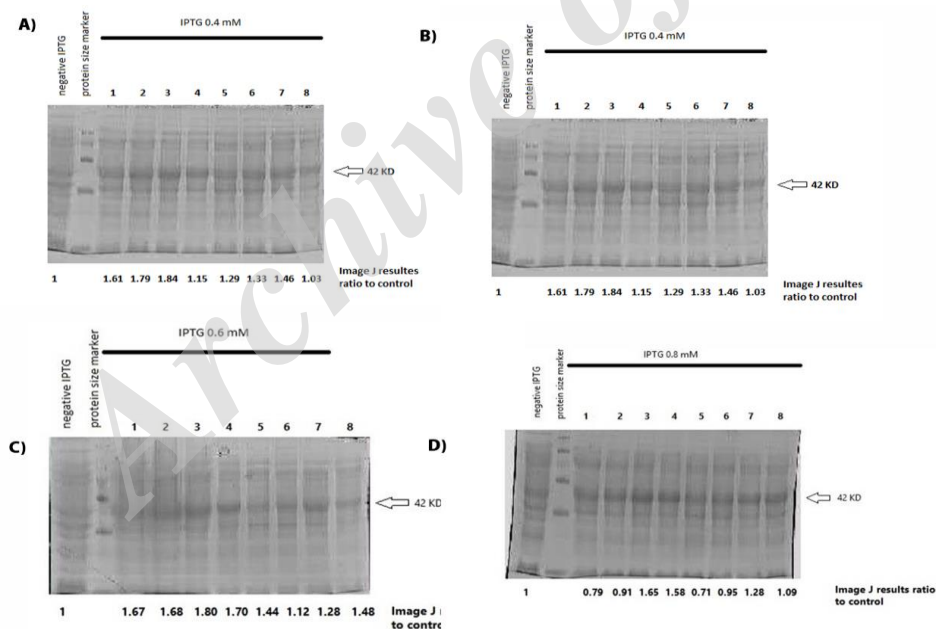 A)
IPTG 0.4 mM
negative IPTG
protein size marker
1 2 3 4 5 6 7 8
42 KD
1 1.61 1.79 1.84 1.15 1.29 1.33 1.46 1.03
Image J resultes
ratio to control
B)
IPTG 0.4 mM
negative IPTG
protein size marker
1 2 3 4 5 6 7 8
42 KD
1 1.61 1.79 1.84 1.15 1.29 1.33 1.46 1.03
Image J resultes
ratio to control
C)
IPTG 0.6 mM
negative IPTG
protein size marker
1 2 3 4 5 6 7 8
42 KD
1 1.67 1.68 1.80 1.70 1.44 1.12 1.28 1.48
Image J
to contr
D)
IPTG 0.8 mM
negative IPTG
protein size marker
1 2 3 4 5 6 7 8
42 KD
1 0.79 0.91 1.65 1.58 0.71 0.95 1.28 1.09
Image J results ratio
to control
Archive of